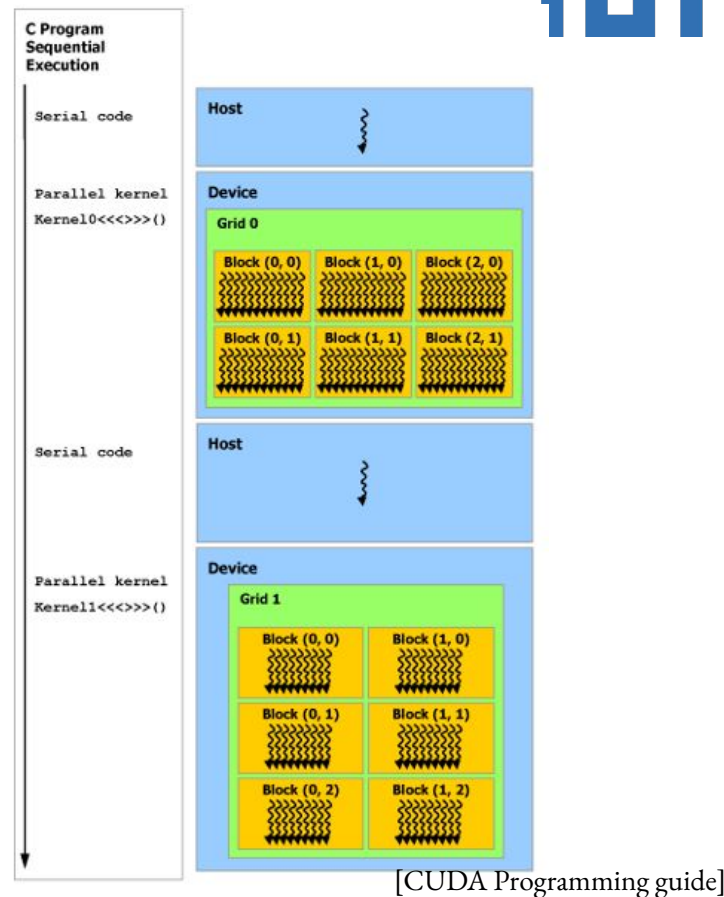 C Program
Sequential
Execution
Serial code
Host
Parallel kernel
Kernel0<<<>>>()
Device
Grid 0
Block (0, 0) Block (1, 0) Block (2, 0)
Block (0, 1) Block (1, 1) Block (2, 1)
Serial code
Host
Parallel kernel
Kernel1<<<>>>()
Device
Grid 1
Block (0, 0) Block (1, 0)
Block (0, 1) Block (1, 1)
Block (0, 2) Block (1, 2)
[CUDA Programming guide]